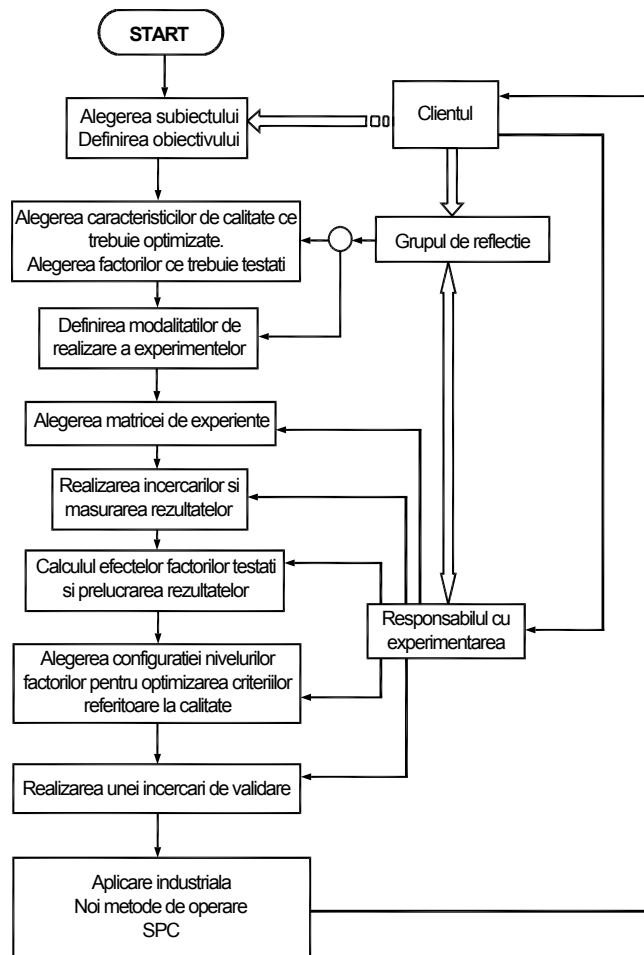 START
Alegerea subiectului
Definirea obiectivului
Clientul
Alegerea caracteristicilor de calitate ce
trebuie optimizate.
Alegerea factorilor ce trebuie testati
Grupul de reflectie
Definirea modalitatilor de
realizare a experimentelor
Alegerea matricei de experiente
Realizarea incercarilor si
masurarea rezultatelor
Calculul efectelor factorilor testati
si prelucrarea rezultatelor
Responsabilul cu
experimentarea
Alegerea configuratiei nivelurilor
factorilor pentru optimizarea criteriilor
referitoare la calitate
Realizarea unei incercari de validare
Aplicare industriala
Noi metode de operare
SPC